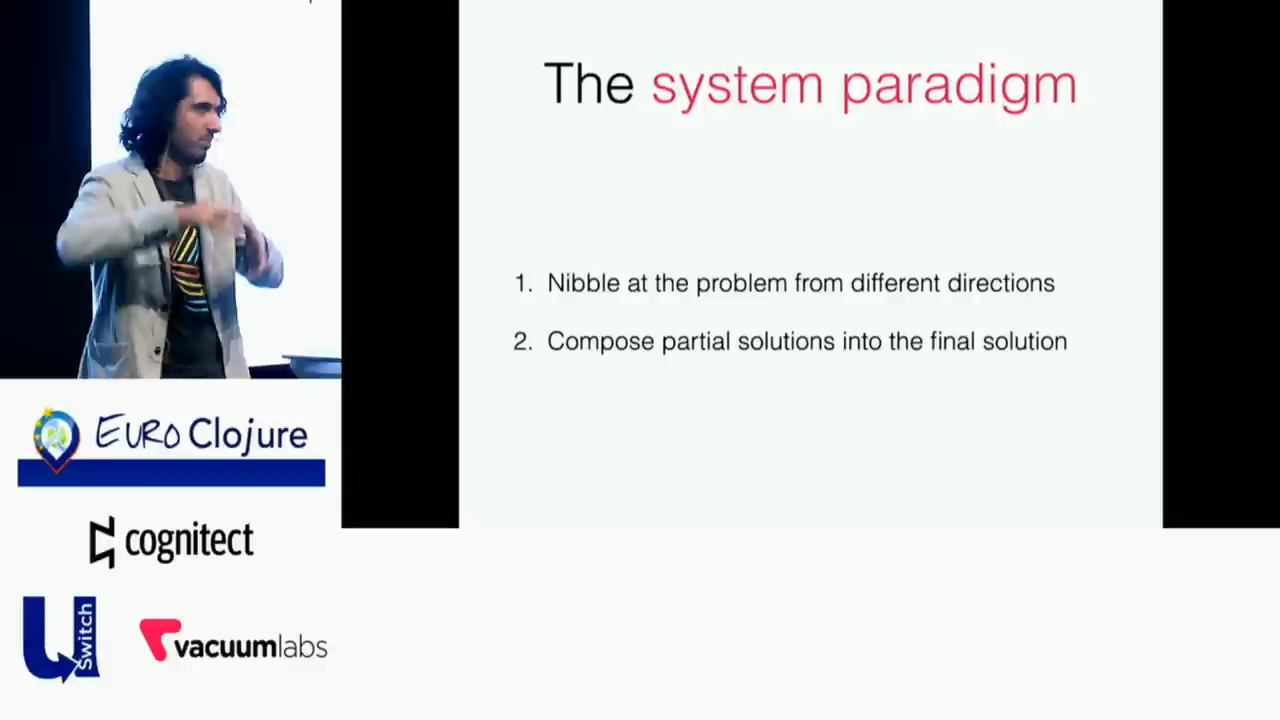 The system paradigm
1. Nibble at the problem from different directions
2. Compose partial solutions into the final solution
EURO Clojure
cognitect
uSwitch
vacuumlabs